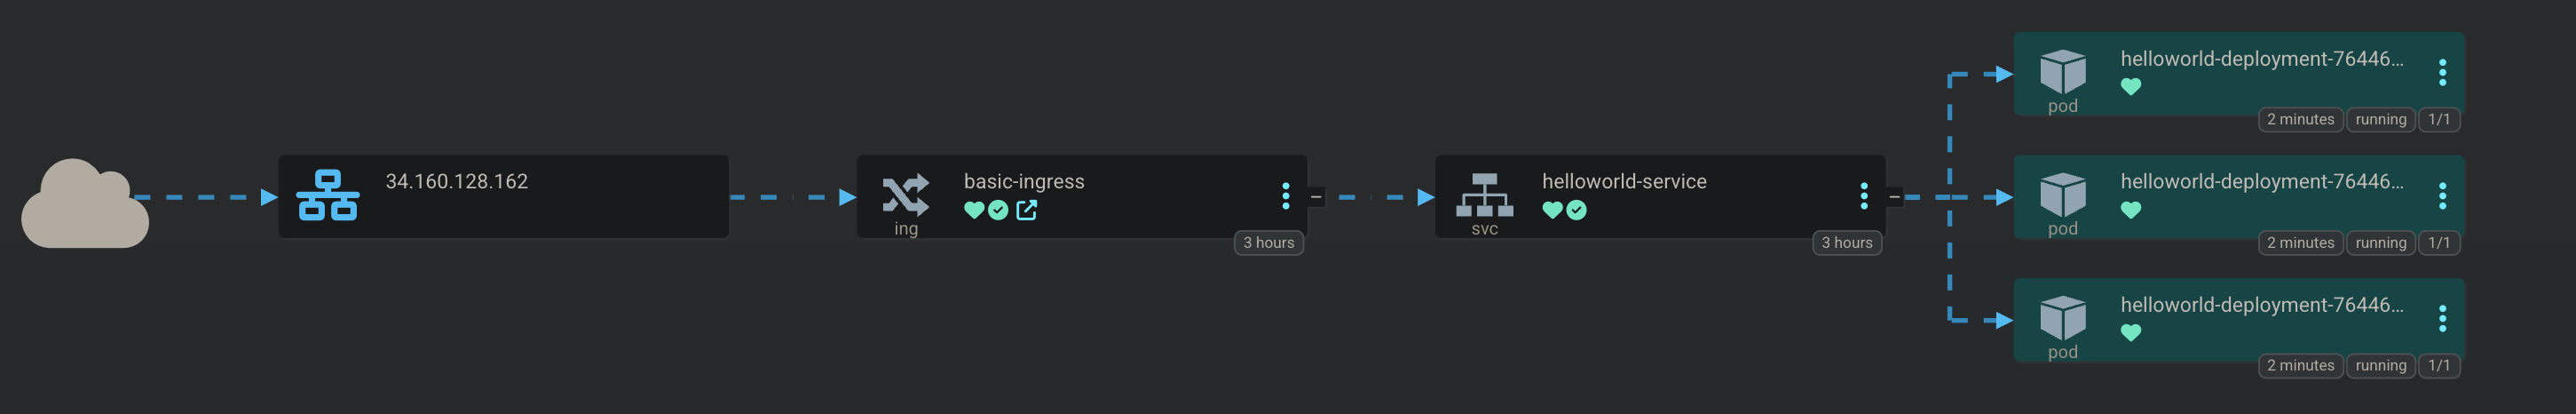 34.160.128.162
basic-ingress
ing
3 hours
helloworld-service
svc
3 hours
helloworld-deployment-76446...
pod
2 minutes running 1/1
helloworld-deployment-76446...
pod
2 minutes running 1/1
helloworld-deployment-76446...
pod
2 minutes running 1/1